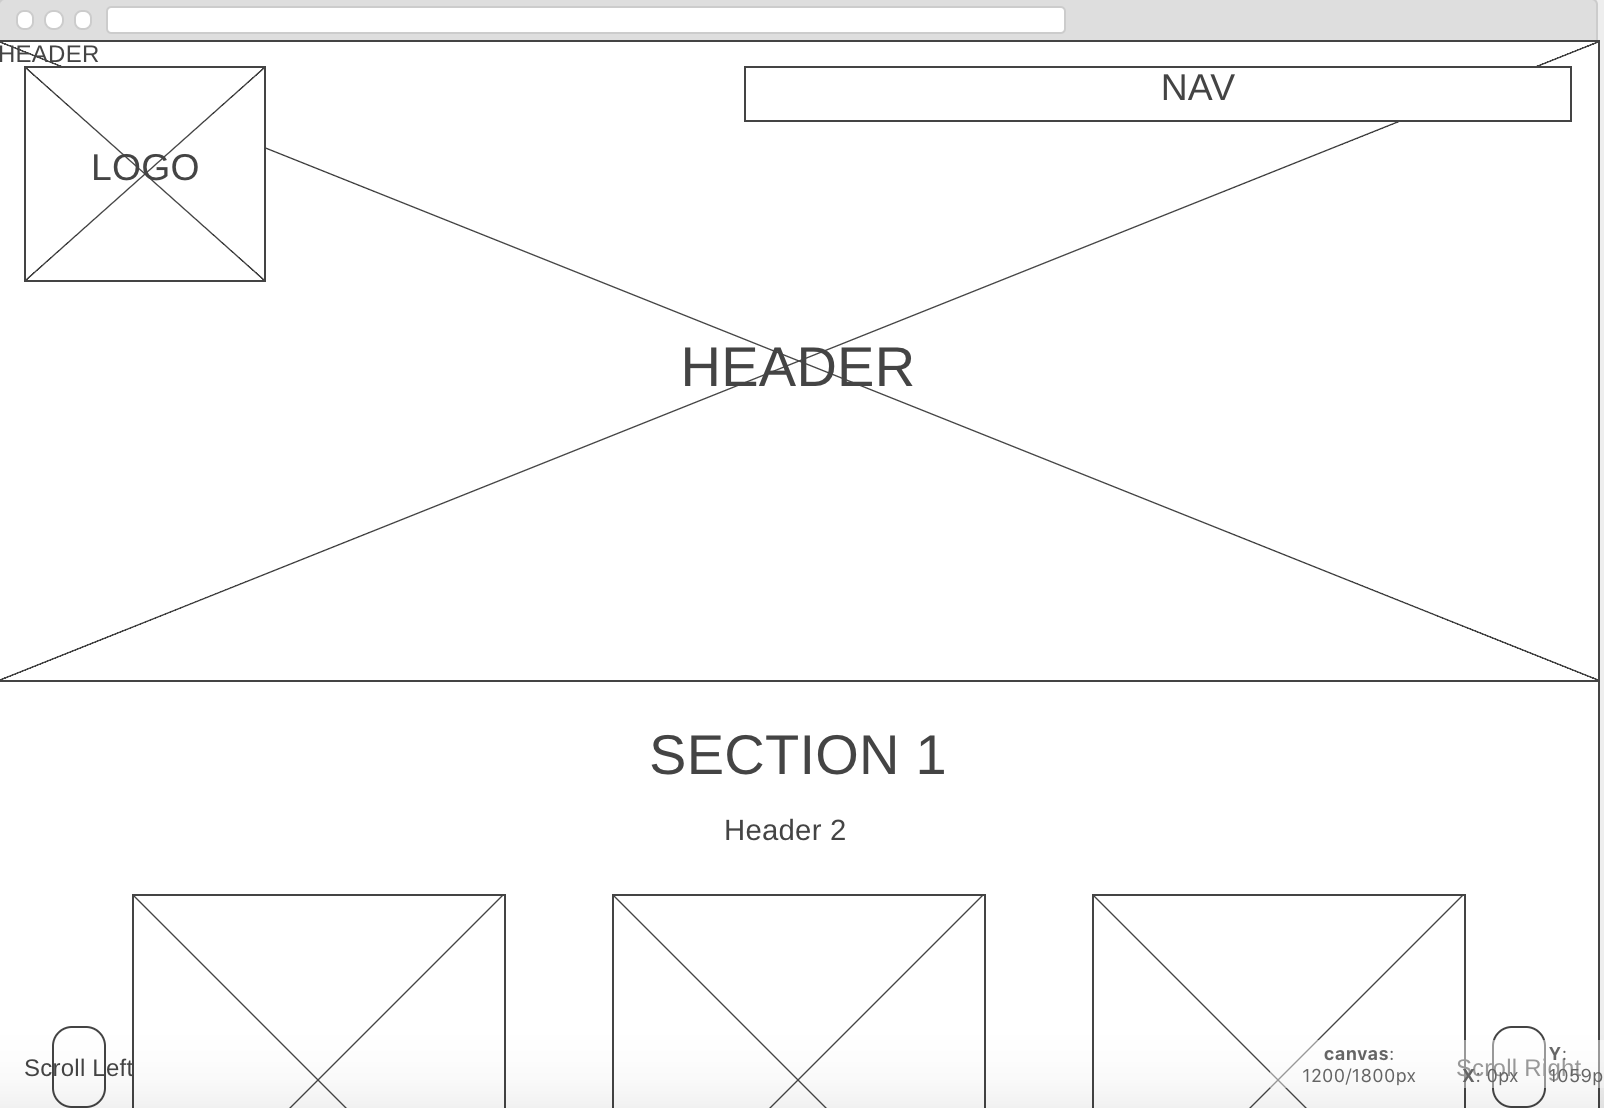 HEADER
NAV
LOGO
HEADER
SECTION 1
Header 2
Scroll Left
canvas:
1200/1800px
Scroll Right
X: 0px
Y:
1059p